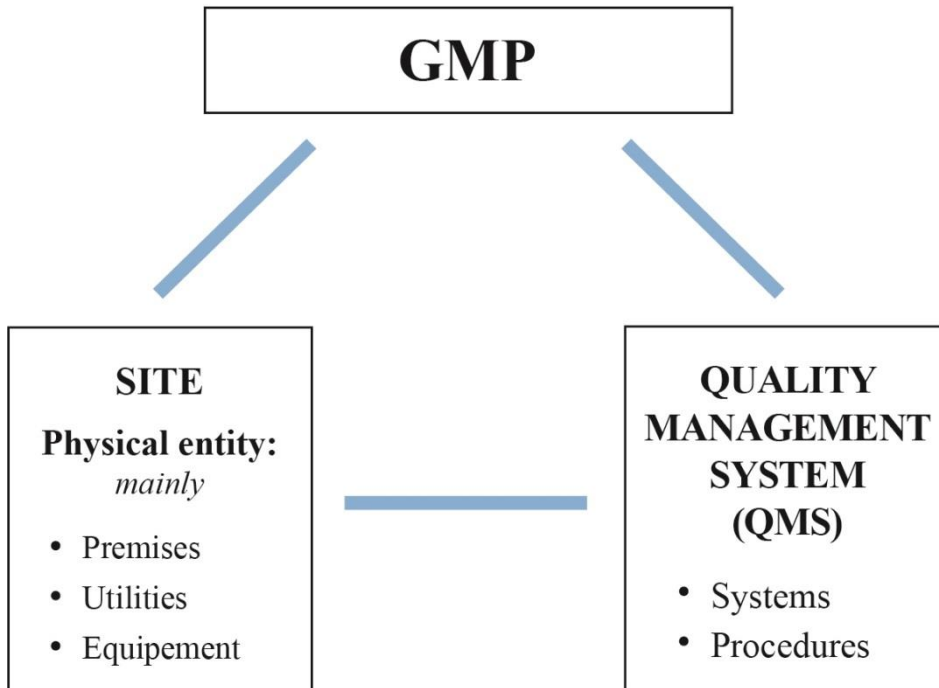 GMP
SITE
Physical entity:
mainly
• Premises
• Utilities
• Equipement
QUALITY
MANAGEMENT
SYSTEM
(QMS)
• Systems
• Procedures